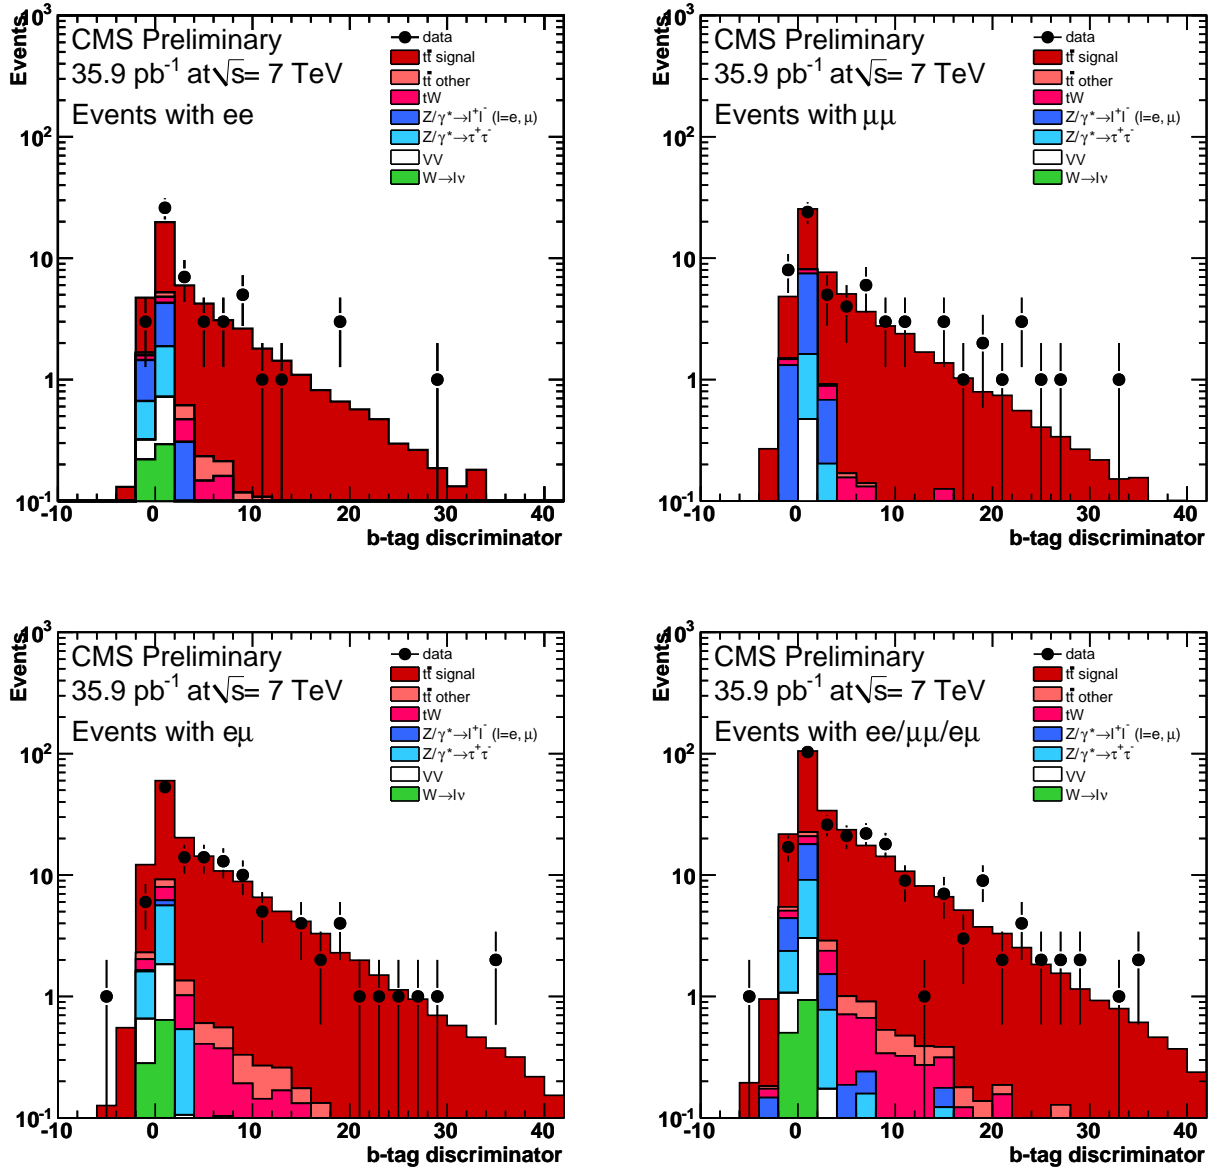 Events
10³
10²
10
1
10⁻¹
CMS Preliminary
35.9 pb⁻¹ at √s = 7 TeV
Events with ee
data
tt̄ signal
tt̄ other
tW
Z/γ*→l⁺l⁻ (l=e, μ)
Z/γ*→τ⁺τ⁻
VV
W→lν
-10 0 10 20 30 40
b-tag discriminator
Events
10³
10²
10
1
10⁻¹
CMS Preliminary
35.9 pb⁻¹ at √s = 7 TeV
Events with μμ
data
tt̄ signal
tt̄ other
tW
Z/γ*→l⁺l⁻ (l=e, μ)
Z/γ*→τ⁺τ⁻
VV
W→lν
-10 0 10 20 30 40
b-tag discriminator
Events
10³
10²
10
1
10⁻¹
CMS Preliminary
35.9 pb⁻¹ at √s = 7 TeV
Events with eμ
data
tt̄ signal
tt̄ other
tW
Z/γ*→l⁺l⁻ (l=e, μ)
Z/γ*→τ⁺τ⁻
VV
W→lν
-10 0 10 20 30 40
b-tag discriminator
Events
10³
10²
10
1
10⁻¹
CMS Preliminary
35.9 pb⁻¹ at √s = 7 TeV
Events with ee/μμ/eμ
data
tt̄ signal
tt̄ other
tW
Z/γ*→l⁺l⁻ (l=e, μ)
Z/γ*→τ⁺τ⁻
VV
W→lν
-10 0 10 20 30 40
b-tag discriminator